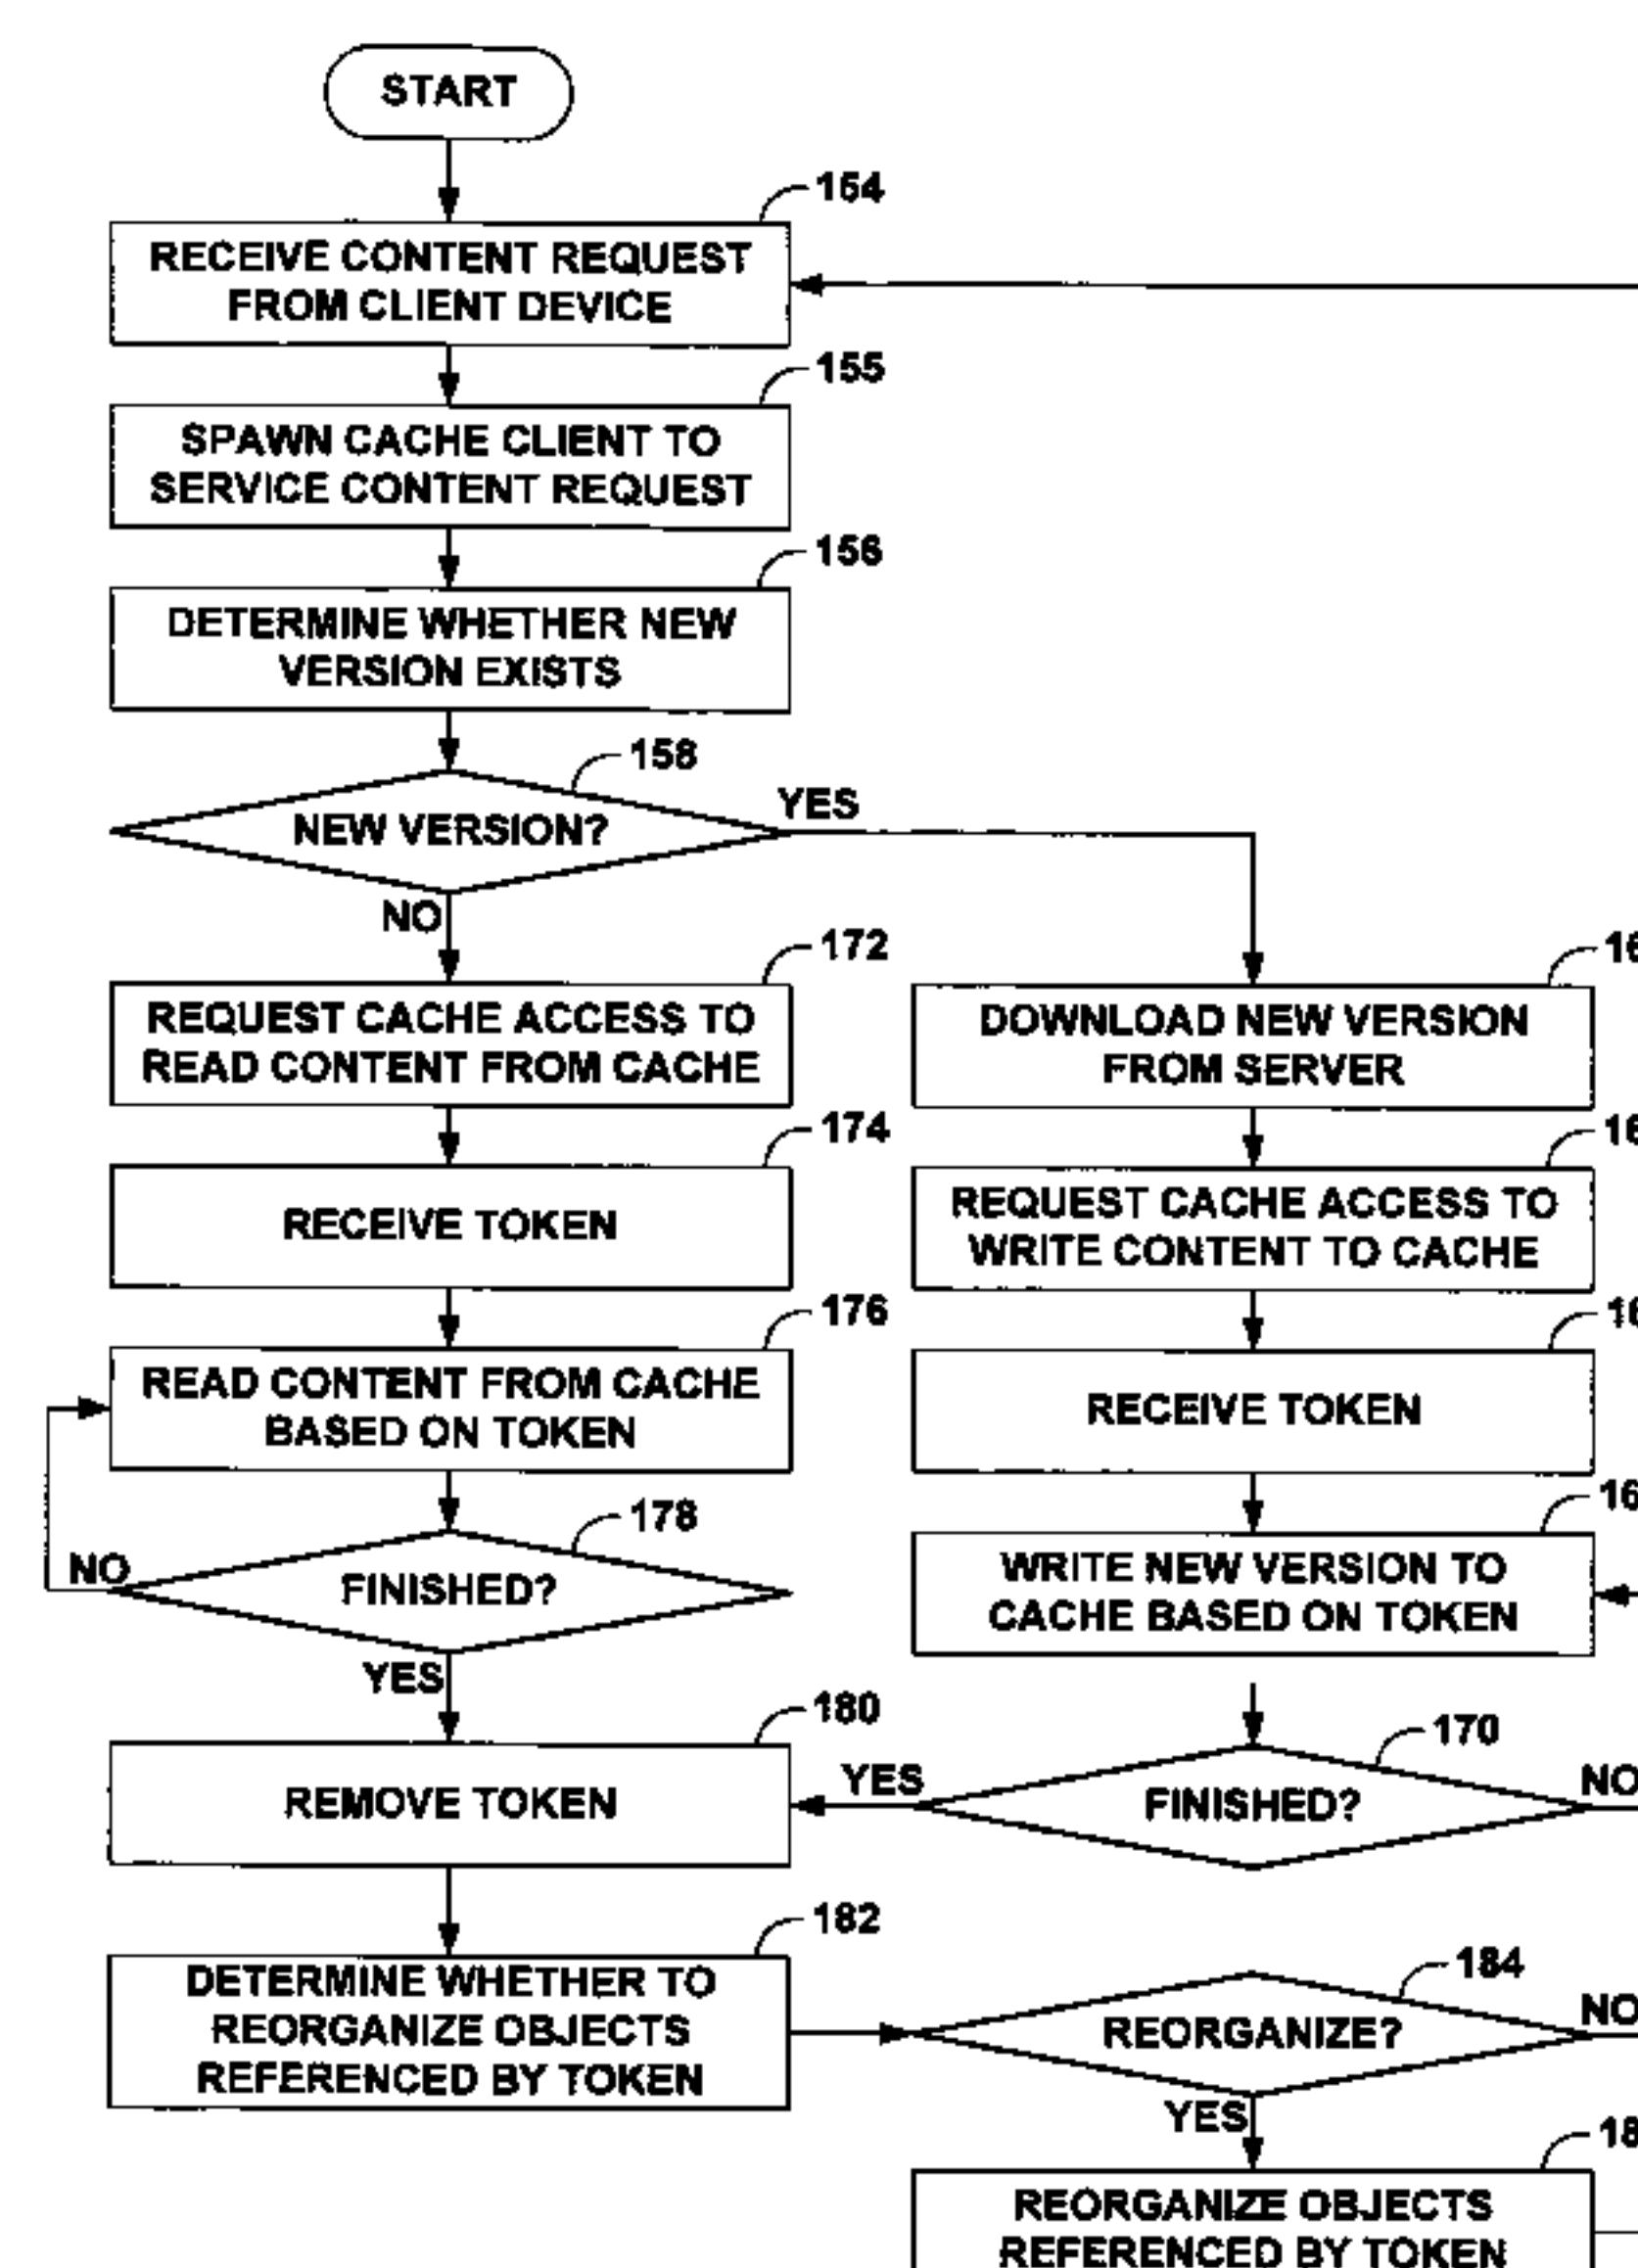 START
154
RECEIVE CONTENT REQUEST
FROM CLIENT DEVICE
155
SPAWN CACHE CLIENT TO
SERVICE CONTENT REQUEST
156
DETERMINE WHETHER NEW
VERSION EXISTS
158
NEW VERSION?
YES
NO
172
REQUEST CACHE ACCESS TO
READ CONTENT FROM CACHE
174
RECEIVE TOKEN
176
READ CONTENT FROM CACHE
BASED ON TOKEN
178
FINISHED?
NO
YES
DOWNLOAD NEW VERSION
FROM SERVER
REQUEST CACHE ACCESS TO
WRITE CONTENT TO CACHE
RECEIVE TOKEN
WRITE NEW VERSION TO
CACHE BASED ON TOKEN
170
FINISHED?
YES
NO
180
REMOVE TOKEN
182
DETERMINE WHETHER TO
REORGANIZE OBJECTS
REFERENCED BY TOKEN
184
REORGANIZE?
NO
YES
REORGANIZE OBJECTS
REFERENCED BY TOKEN